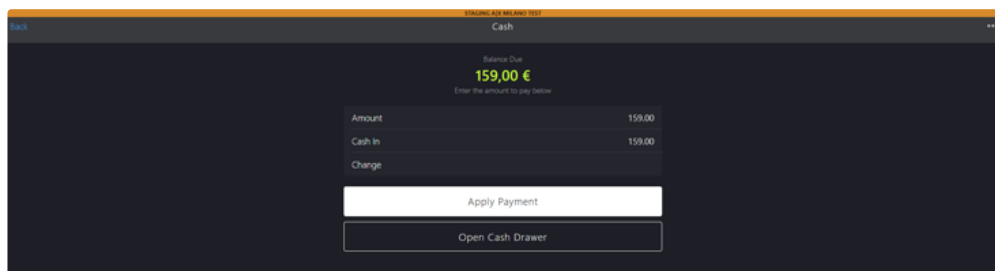 STAGING A|X MILANO TEST
Back
Cash
Balance Due
159,00 €
Enter the amount to pay below
Amount 159.00
Cash In 159.00
Change
Apply Payment
Open Cash Drawer